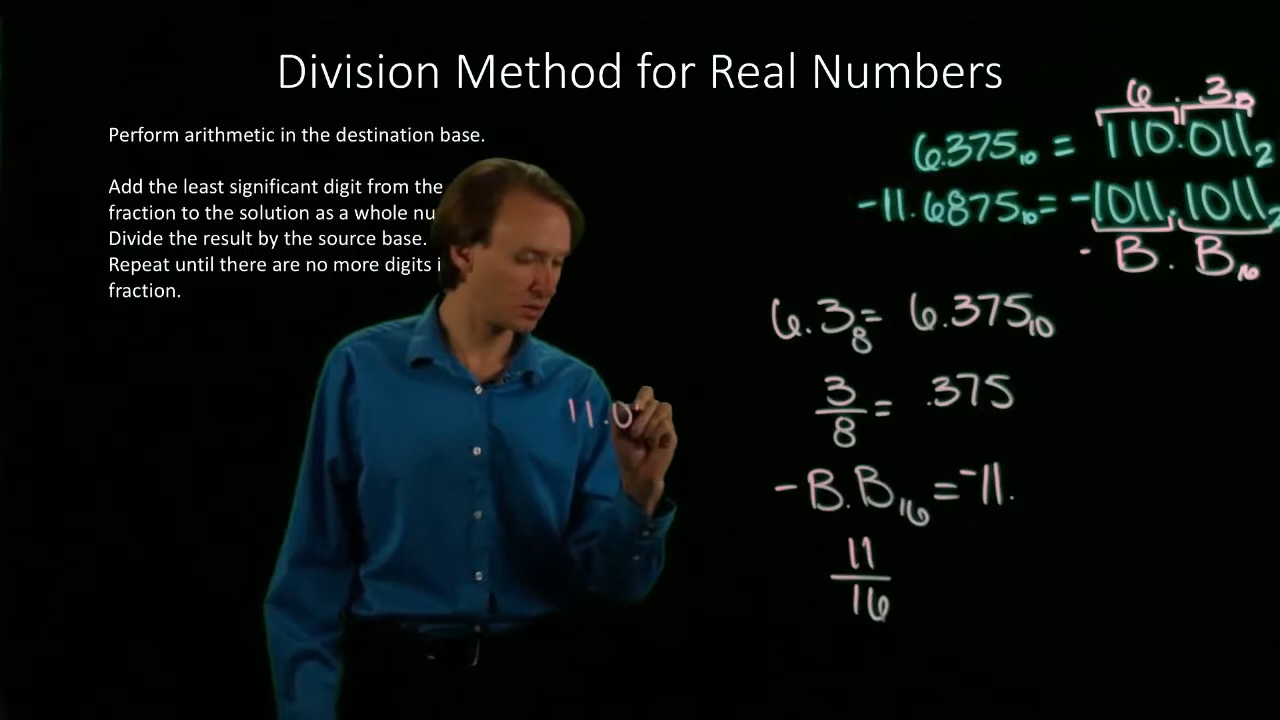 Division Method for Real Numbers
Perform arithmetic in the destination base.
Add the least significant digit from the
fraction to the solution as a whole
Divide the result by the source base.
Repeat until there are no more digits
fraction.
6 . 3₈
6.375₁₀ = 110.011₂
-11.6875₁₀ = -1011.1011₂
- B . B₁₆
6.3₈ = 6.375₁₀
3
8
= .375
11.0
-B.B₁₆ = -11.
11
16